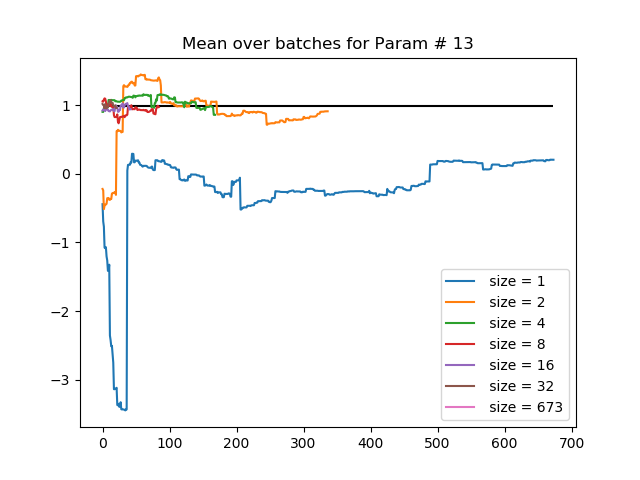 Mean over batches for Param # 13
1
0
−1
−2
−3
size = 1
size = 2
size = 4
size = 8
size = 16
size = 32
size = 673
0 100 200 300 400 500 600 700